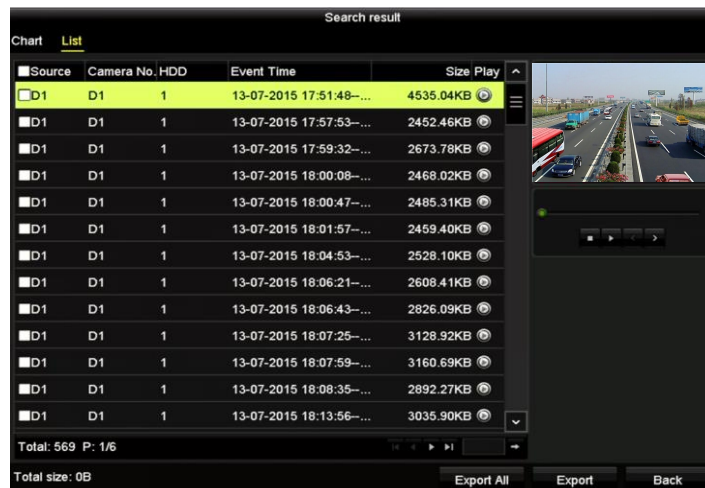 Search result
Chart List
Source Camera No. HDD Event Time Size Play
D1 D1 1 13-07-2015 17:51:48--... 4535.04KB
D1 D1 1 13-07-2015 17:57:53--... 2452.46KB
D1 D1 1 13-07-2015 17:59:32--... 2673.78KB
D1 D1 1 13-07-2015 18:00:08--... 2468.02KB
D1 D1 1 13-07-2015 18:00:47--... 2485.31KB
D1 D1 1 13-07-2015 18:01:57--... 2459.40KB
D1 D1 1 13-07-2015 18:04:53--... 2528.10KB
D1 D1 1 13-07-2015 18:06:21--... 2608.41KB
D1 D1 1 13-07-2015 18:06:43--... 2826.09KB
D1 D1 1 13-07-2015 18:07:25--... 3128.92KB
D1 D1 1 13-07-2015 18:07:59--... 3160.69KB
D1 D1 1 13-07-2015 18:08:35--... 2892.27KB
D1 D1 1 13-07-2015 18:13:56--... 3035.90KB
Total: 569 P: 1/6
Total size: 0B
Export All Export Back